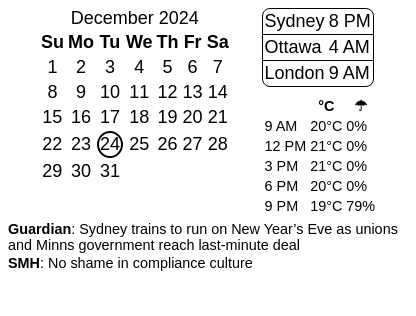 December 2024
Su Mo Tu We Th Fr Sa
1 2 3 4 5 6 7
8 9 10 11 12 13 14
15 16 17 18 19 20 21
22 23 24 25 26 27 28
29 30 31
Sydney 8 PM
Ottawa 4 AM
London 9 AM
°C ☂
9 AM 20°C 0%
12 PM 21°C 0%
3 PM 21°C 0%
6 PM 20°C 0%
9 PM 19°C 79%
Guardian: Sydney trains to run on New Year’s Eve as unions
and Minns government reach last-minute deal
SMH: No shame in compliance culture